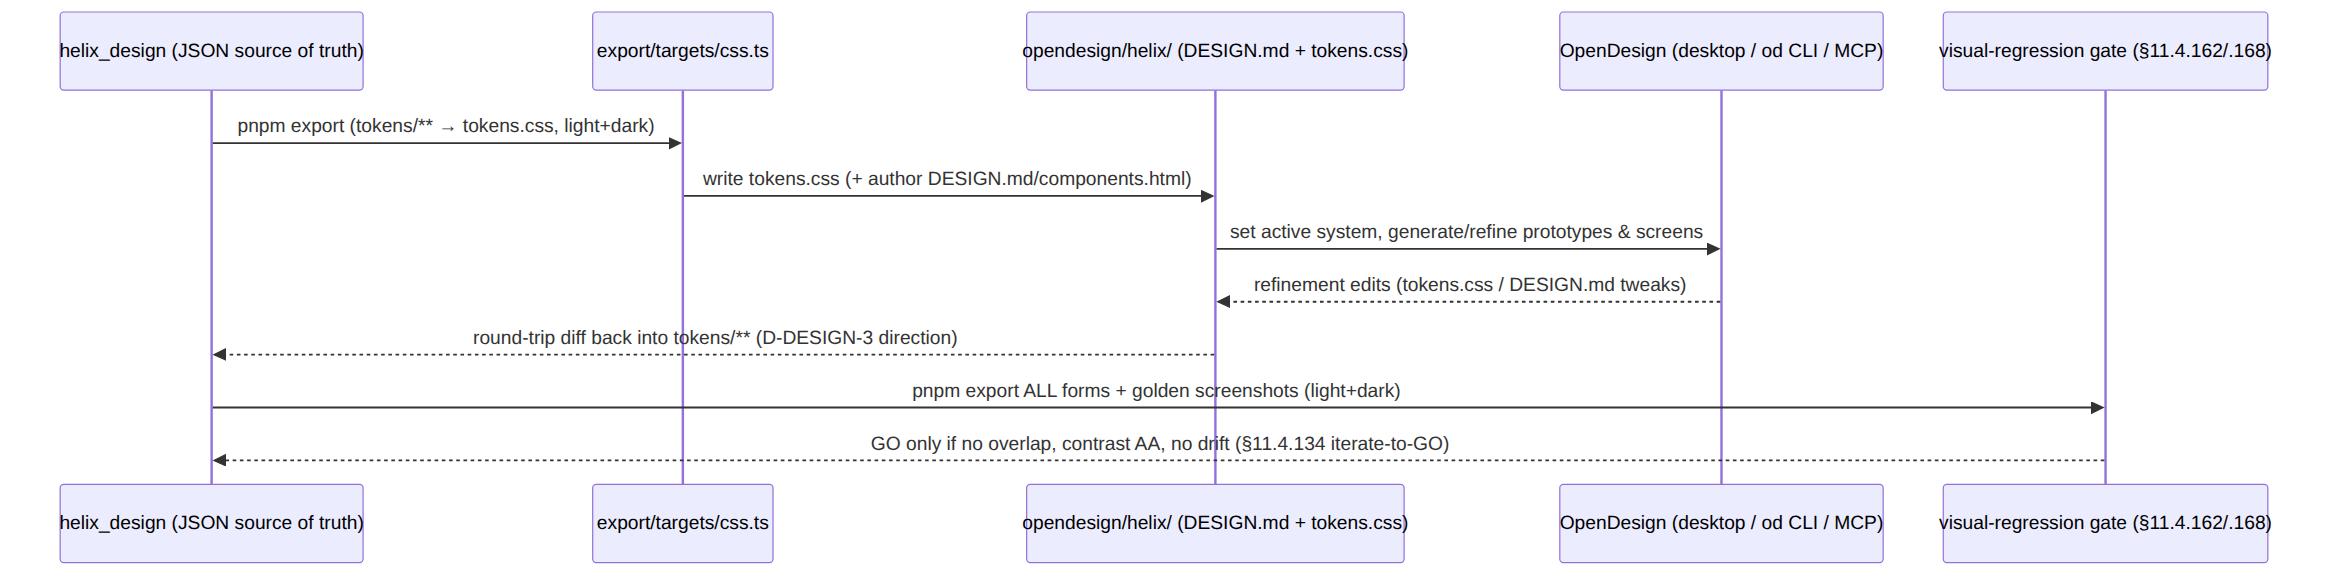 helix_design (JSON source of truth)
export/targets/css.ts
opendesign/helix/ (DESIGN.md + tokens.css)
OpenDesign (desktop / od CLI / MCP)
visual-regression gate (§11.4.162/.168)
pnpm export (tokens/** → tokens.css, light+dark)
write tokens.css (+ author DESIGN.md/components.html)
set active system, generate/refine prototypes & screens
refinement edits (tokens.css / DESIGN.md tweaks)
round-trip diff back into tokens/** (D-DESIGN-3 direction)
pnpm export ALL forms + golden screenshots (light+dark)
GO only if no overlap, contrast AA, no drift (§11.4.134 iterate-to-GO)
helix_design (JSON source of truth)
export/targets/css.ts
opendesign/helix/ (DESIGN.md + tokens.css)
OpenDesign (desktop / od CLI / MCP)
visual-regression gate (§11.4.162/.168)